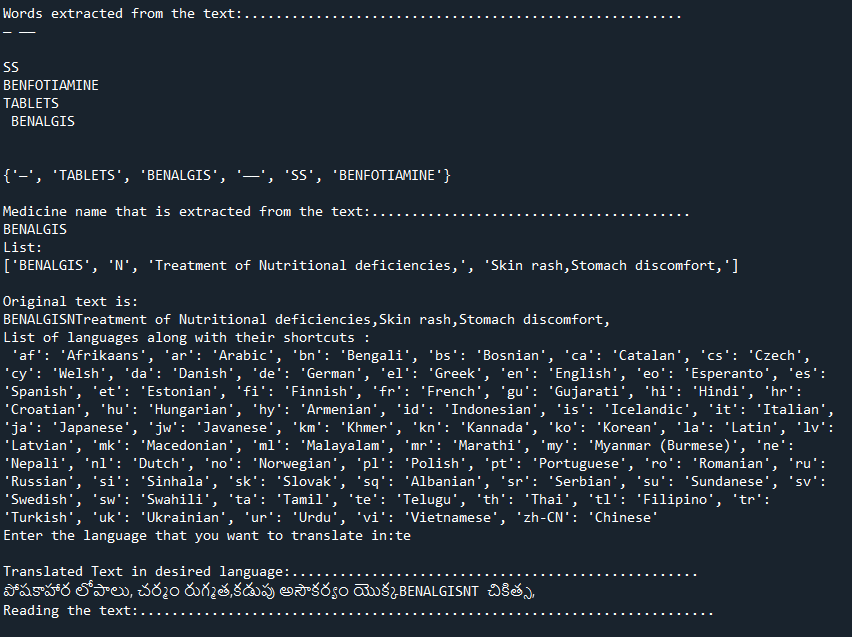 Words extracted from the text:.......................................................
— ——
SS
BENFOTIAMINE
TABLETS
BENALGIS
{'—', 'TABLETS', 'BENALGIS', '——', 'SS', 'BENFOTIAMINE'}
Medicine name that is extracted from the text:........................................
BENALGIS
List:
['BENALGIS', 'N', 'Treatment of Nutritional deficiencies,', 'Skin rash,Stomach discomfort,']
Original text is:
BENALGISNTreatment of Nutritional deficiencies,Skin rash,Stomach discomfort,
List of languages along with their shortcuts :
'af': 'Afrikaans', 'ar': 'Arabic', 'bn': 'Bengali', 'bs': 'Bosnian', 'ca': 'Catalan', 'cs': 'Czech',
'cy': 'Welsh', 'da': 'Danish', 'de': 'German', 'el': 'Greek', 'en': 'English', 'eo': 'Esperanto', 'es':
'Spanish', 'et': 'Estonian', 'fi': 'Finnish', 'fr': 'French', 'gu': 'Gujarati', 'hi': 'Hindi', 'hr':
'Croatian', 'hu': 'Hungarian', 'hy': 'Armenian', 'id': 'Indonesian', 'is': 'Icelandic', 'it': 'Italian',
'ja': 'Japanese', 'jw': 'Javanese', 'km': 'Khmer', 'kn': 'Kannada', 'ko': 'Korean', 'la': 'Latin', 'lv':
'Latvian', 'mk': 'Macedonian', 'ml': 'Malayalam', 'mr': 'Marathi', 'my': 'Myanmar (Burmese)', 'ne':
'Nepali', 'nl': 'Dutch', 'no': 'Norwegian', 'pl': 'Polish', 'pt': 'Portuguese', 'ro': 'Romanian', 'ru':
'Russian', 'si': 'Sinhala', 'sk': 'Slovak', 'sq': 'Albanian', 'sr': 'Serbian', 'su': 'Sundanese', 'sv':
'Swedish', 'sw': 'Swahili', 'ta': 'Tamil', 'te': 'Telugu', 'th': 'Thai', 'tl': 'Filipino', 'tr':
'Turkish', 'uk': 'Ukrainian', 'ur': 'Urdu', 'vi': 'Vietnamese', 'zh-CN': 'Chinese'
Enter the language that you want to translate in:te
Translated Text in desired language:...................................................
పోషకాహార లోపాలు, చర్మం రుగ్మత,కడుపు అసౌకర్యం యొక్కBENALGISNT చికిత్స,
Reading the text:........................................................................